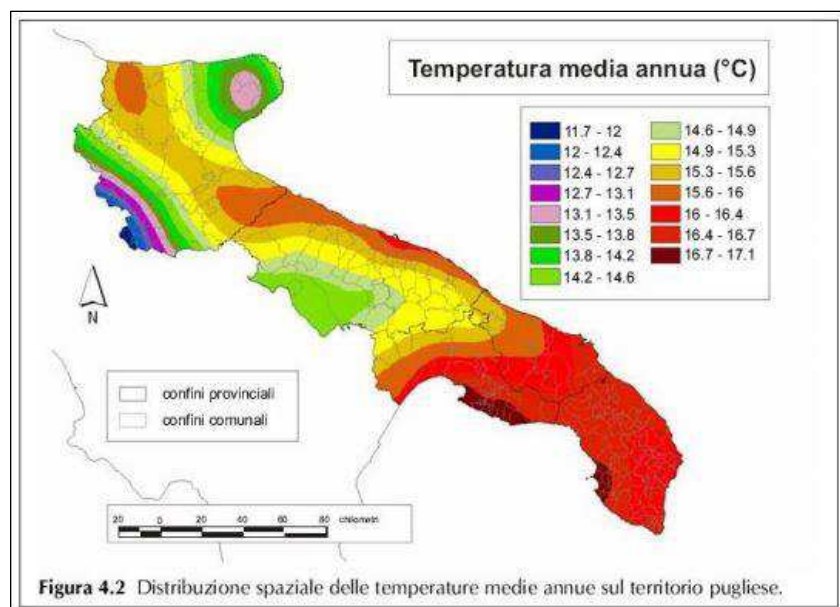 Temperatura media annua (°C)
11.7 - 12
12 - 12.4
12.4 - 12.7
12.7 - 13.1
13.1 - 13.5
13.5 - 13.8
13.8 - 14.2
14.2 - 14.6
14.6 - 14.9
14.9 - 15.3
15.3 - 15.6
15.6 - 16
16 - 16.4
16.4 - 16.7
16.7 - 17.1
N
confini provinciali
confini comunali
20 0 20 40 60 80 chilometri
Figura 4.2 Distribuzione spaziale delle temperature medie annue sul territorio pugliese.